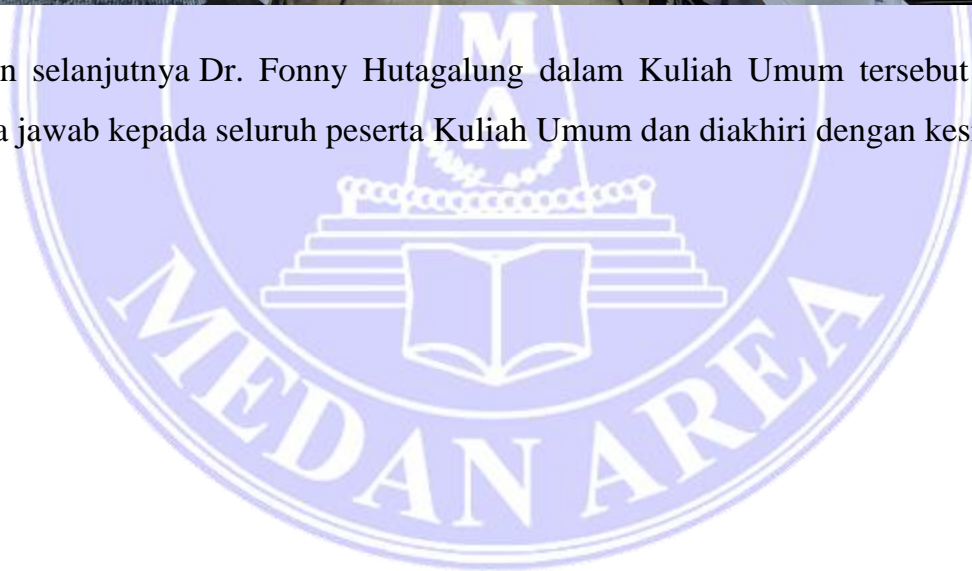 n selanjutnya Dr. Fonny Hutagalung dalam Kuliah Umum tersebut
a jawab kepada seluruh peserta Kuliah Umum dan diakhiri dengan kes
M
A
MEDAN AREA